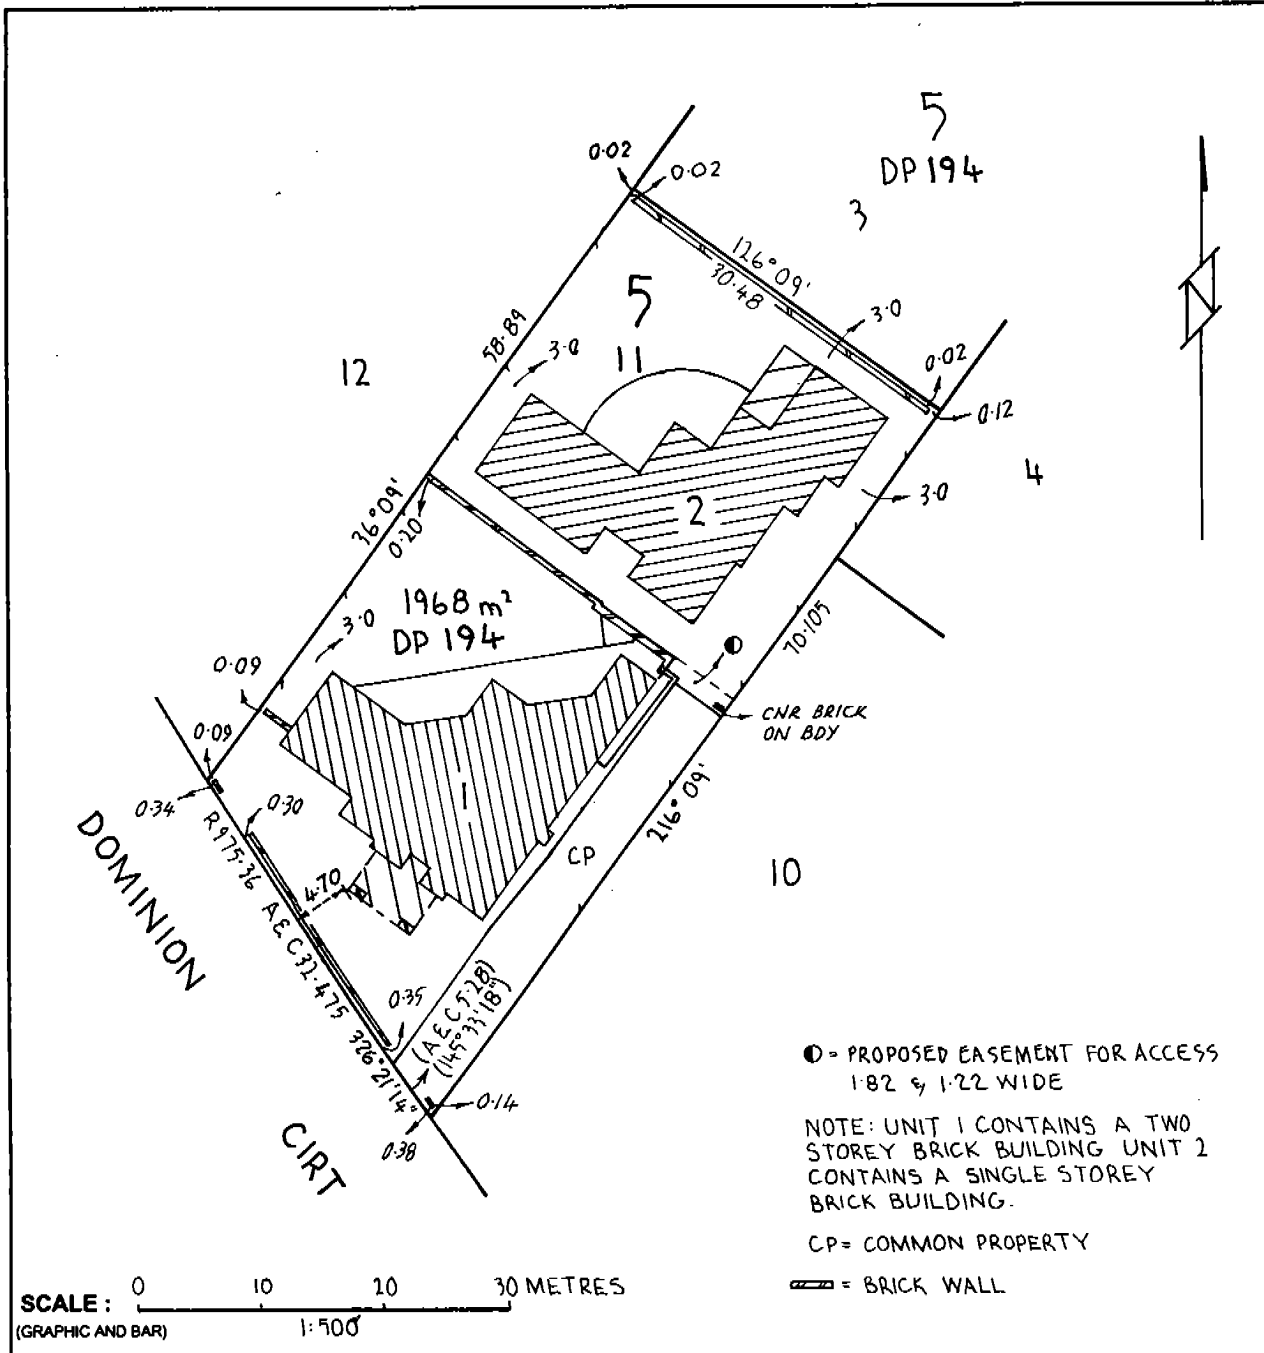 5
DP 194
3
0·02
0·02
126°09'
30·48
5
11
3·0
3·0
0·02
0·12
58·89
12
4
2
3·0
36°09'
0·20
1968 m²
DP 194
3·0
70·105
0·09
CNR BRICK
ON BDY
0·09
0·34
0·30
1
216°09'
CP
10
4·70
DOMINION
CIRT
R975·36 A & C 32·475 326°21'14"
0·35
(A & C 5·28)
(145°33'18")
0·14
0·38
= PROPOSED EASEMENT FOR ACCESS
1·82 & 1·22 WIDE
NOTE: UNIT 1 CONTAINS A TWO
STOREY BRICK BUILDING UNIT 2
CONTAINS A SINGLE STOREY
BRICK BUILDING.
CP = COMMON PROPERTY
= BRICK WALL
0 10 20 30 METRES
SCALE :
(GRAPHIC AND BAR)
1:500